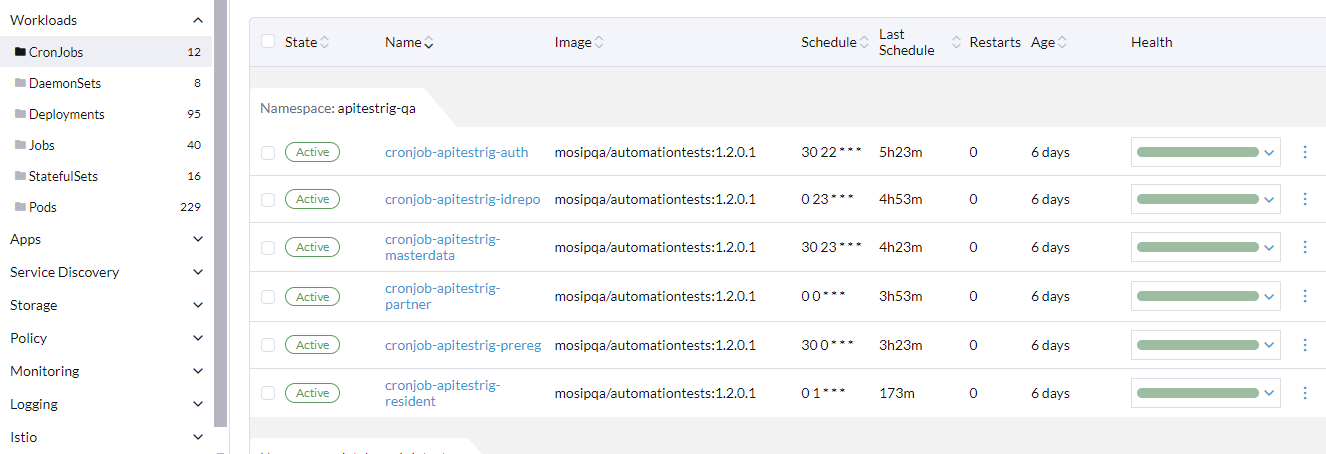 Workloads
CronJobs 12
DaemonSets 8
Deployments 95
Jobs 40
StatefulSets 16
Pods 229
Apps
Service Discovery
Storage
Policy
Monitoring
Logging
Istio
State Name Image Schedule Last Schedule Restarts Age Health
Namespace: apitestrig-qa
Active cronjob-apitestrig-auth mosipqa/automationtests:1.2.0.1 30 22 * * * 5h23m 0 6 days
Active cronjob-apitestrig-idrepo mosipqa/automationtests:1.2.0.1 0 23 * * * 4h53m 0 6 days
Active cronjob-apitestrig-masterdata mosipqa/automationtests:1.2.0.1 30 23 * * * 4h23m 0 6 days
Active cronjob-apitestrig-partner mosipqa/automationtests:1.2.0.1 0 0 * * * 3h53m 0 6 days
Active cronjob-apitestrig-prereg mosipqa/automationtests:1.2.0.1 30 0 * * * 3h23m 0 6 days
Active cronjob-apitestrig-resident mosipqa/automationtests:1.2.0.1 0 1 * * * 173m 0 6 days